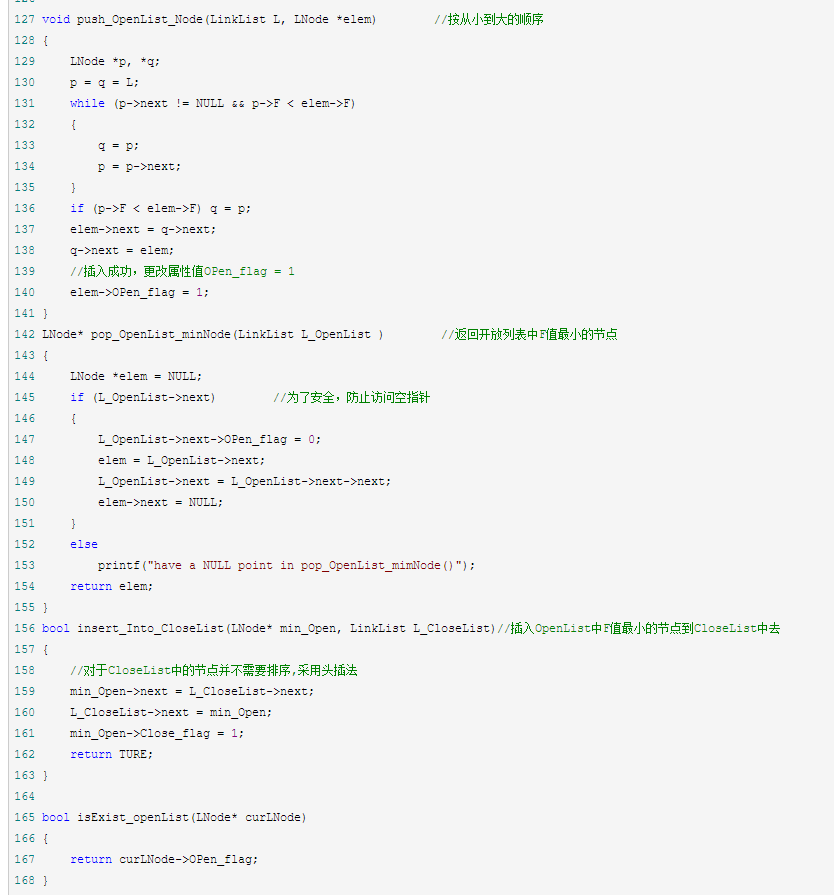 127 void push_OpenList_Node(LinkList L, LNode *elem)        //按从小到大的顺序
128 {
129     LNode *p, *q;
130     p = q = L;
131     while (p->next != NULL && p->F < elem->F)
132     {
133         q = p;
134         p = p->next;
135     }
136     if (p->F < elem->F) q = p;
137     elem->next = q->next;
138     q->next = elem;
139     //插入成功，更改属性值OPen_flag = 1
140     elem->OPen_flag = 1;
141 }
142 LNode* pop_OpenList_minNode(LinkList L_OpenList )        //返回开放列表中F值最小的节点
143 {
144     LNode *elem = NULL;
145     if (L_OpenList->next)        //为了安全，防止访问空指针
146     {
147         L_OpenList->next->OPen_flag = 0;
148         elem = L_OpenList->next;
149         L_OpenList->next = L_OpenList->next->next;
150         elem->next = NULL;
151     }
152     else
153         printf("have a NULL point in pop_OpenList_mimNode()");
154     return elem;
155 }
156 bool insert_Into_CloseList(LNode* min_Open, LinkList L_CloseList)//插入OpenList中F值最小的节点到CloseList中去
157 {
158     //对于CloseList中的节点并不需要排序,采用头插法
159     min_Open->next = L_CloseList->next;
160     L_CloseList->next = min_Open;
161     min_Open->Close_flag = 1;
162     return TURE;
163 }
164
165 bool isExist_openList(LNode* curLNode)
166 {
167     return curLNode->OPen_flag;
168 }